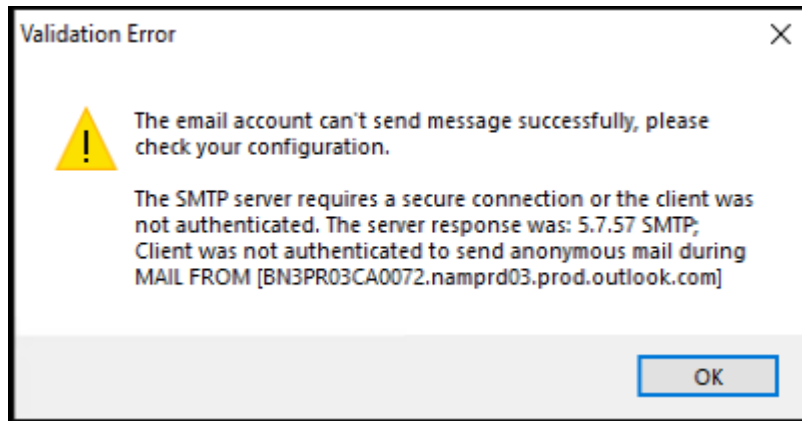 Validation Error
The email account can't send message successfully, please
check your configuration.
The SMTP server requires a secure connection or the client was
not authenticated. The server response was: 5.7.57 SMTP;
Client was not authenticated to send anonymous mail during
MAIL FROM [BN3PR03CA0072.namprd03.prod.outlook.com]
OK